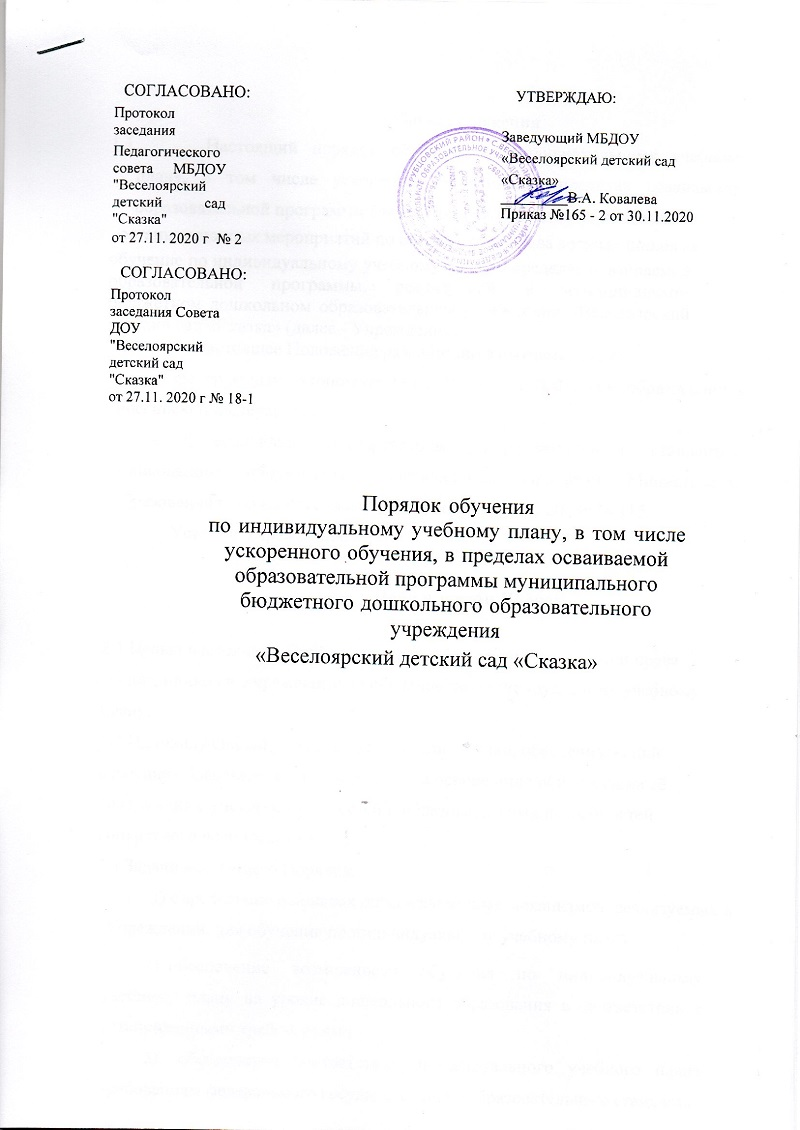 СОГЛАСОВАНО:
Протокол
заседания
Педагогического
совета МБДОУ
"Веселоярский
детский сад
"Сказка"
от 27.11. 2020 г № 2
СОГЛАСОВАНО:
Протокол
заседания Совета
ДОУ
"Веселоярский
детский сад
"Сказка"
от 27.11. 2020 г № 18-1
УТВЕРЖДАЮ:
Заведующий МБДОУ
«Веселоярский детский сад
«Сказка»
В.А. Ковалева
Приказ №165 - 2 от 30.11.2020
Порядок обучения
по индивидуальному учебному плану, в том числе
ускоренного обучения, в пределах осваиваемой
образовательной программы муниципального
бюджетного дошкольного образовательного
учреждения
«Веселоярский детский сад «Сказка»